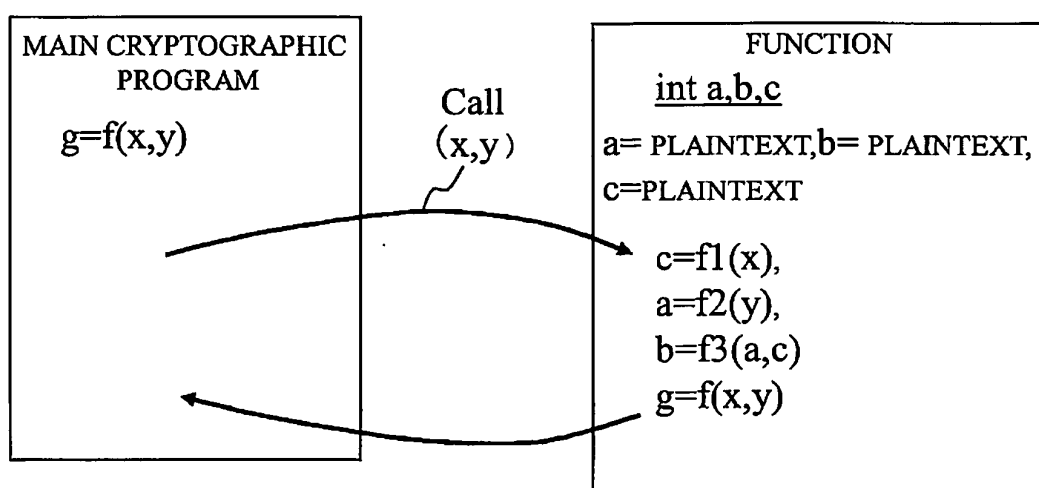 MAIN CRYPTOGRAPHIC
PROGRAM
g=f(x,y)
Call
(x,y)
FUNCTION
int a,b,c
a= PLAINTEXT,b= PLAINTEXT,
c=PLAINTEXT
c=f1(x),
a=f2(y),
b=f3(a,c)
g=f(x,y)